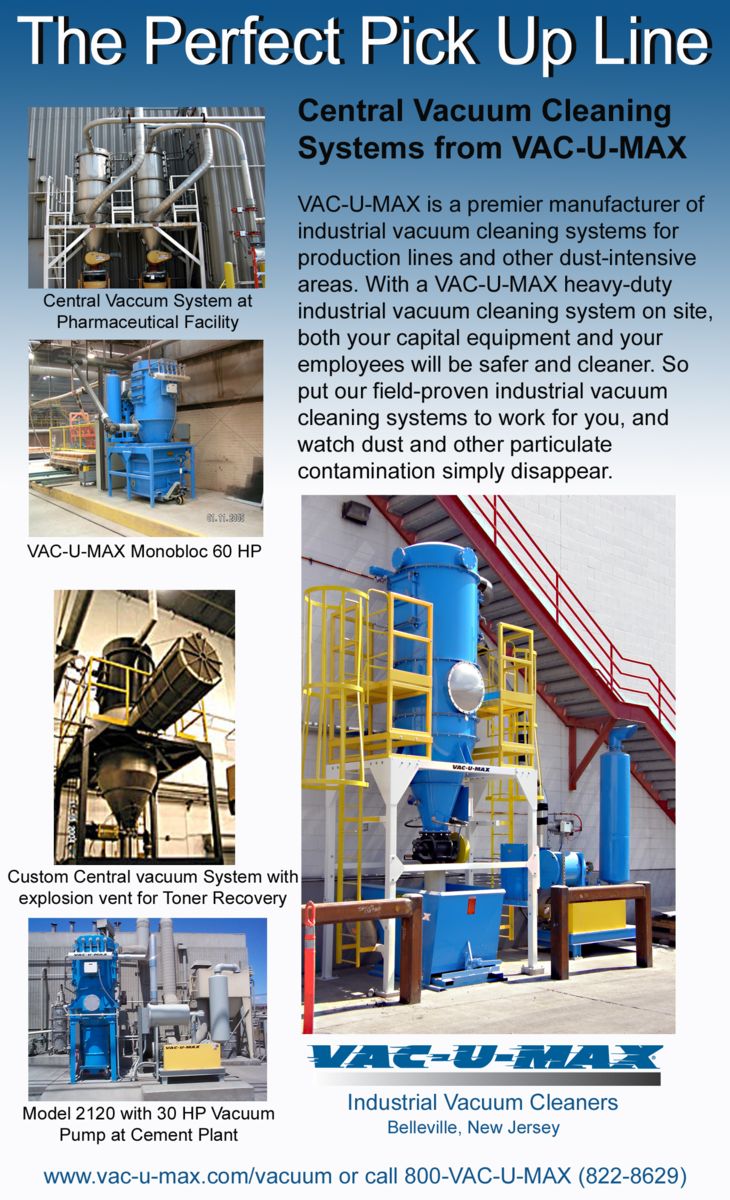 The Perfect Pick Up Line
Central Vacuum Cleaning
Systems from VAC-U-MAX
VAC-U-MAX is a premier manufacturer of
industrial vacuum cleaning systems for
production lines and other dust-intensive
areas. With a VAC-U-MAX heavy-duty
industrial vacuum cleaning system on site,
both your capital equipment and your
employees will be safer and cleaner. So
put our field-proven industrial vacuum
cleaning systems to work for you, and
watch dust and other particulate
contamination simply disappear.
Central Vaccum System at
Pharmaceutical Facility
01.11.2005
VAC-U-MAX Monobloc 60 HP
Custom Central vacuum System with
explosion vent for Toner Recovery
VAC-U-MAX
VAC-U-MAX
Model 2120 with 30 HP Vacuum
Pump at Cement Plant
VAC-U-MAX
VAC-U-MAX®
Industrial Vacuum Cleaners
Belleville, New Jersey
www.vac-u-max.com/vacuum or call 800-VAC-U-MAX (822-8629)